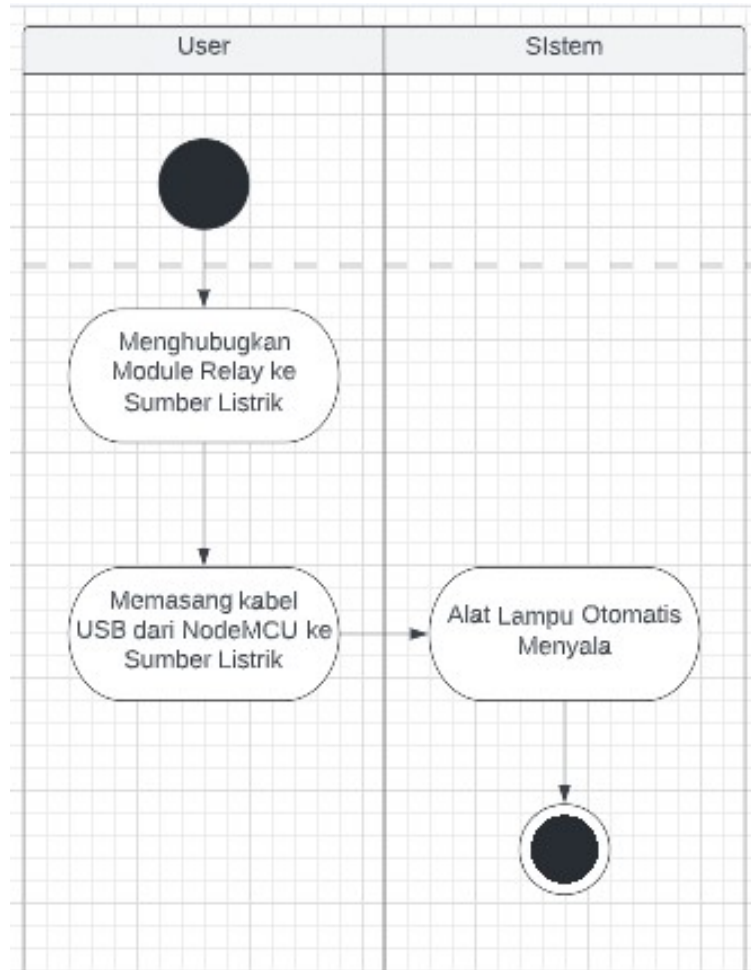 User
SIstem
Menghubugkan
Module Relay ke
Sumber Listrik
Memasang kabel
USB dari NodeMCU ke
Sumber Listrik
Alat Lampu Otomatis
Menyala